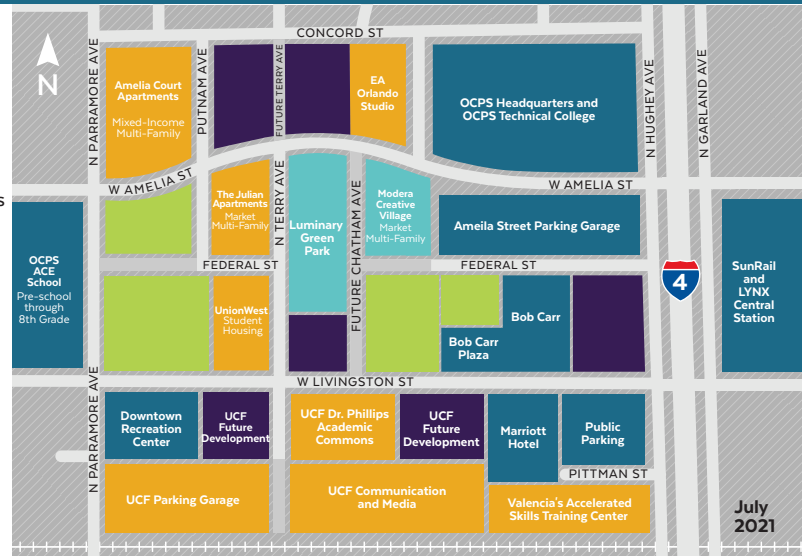 CONCORD ST
N PARRAMORE AVE
PUTNAM AVE
FUTURE TERRY AVE
N HUGHEY AVE
N GARLAND AVE
N
Amelia Court
Apartments
Mixed-Income
Multi-Family
EA
Orlando
Studio
OCPS Headquarters and
OCPS Technical College
W AMELIA ST
W AMELIA ST
s
OCPS
ACE
School
Pre-school
through
8th Grade
The Julian
Apartments
Market
Multi-Family
N TERRY AVE
Luminary
Green
Park
FUTURE CHATHAM AVE
Modera
Creative
Village
Market
Multi-Family
Ameila Street Parking Garage
FEDERAL ST
FEDERAL ST
4
SunRail
and
LYNX
Central
Station
UnionWest
Student
Housing
Bob Carr
Bob Carr
Plaza
W LIVINGSTON ST
N PARRAMORE AVE
Downtown
Recreation
Center
UCF
Future
Development
UCF Dr. Phillips
Academic
Commons
UCF
Future
Development
Marriott
Hotel
Public
Parking
PITTMAN ST
UCF Parking Garage
UCF Communication
and Media
Valencia's Accelerated
Skills Training Center
July
2021